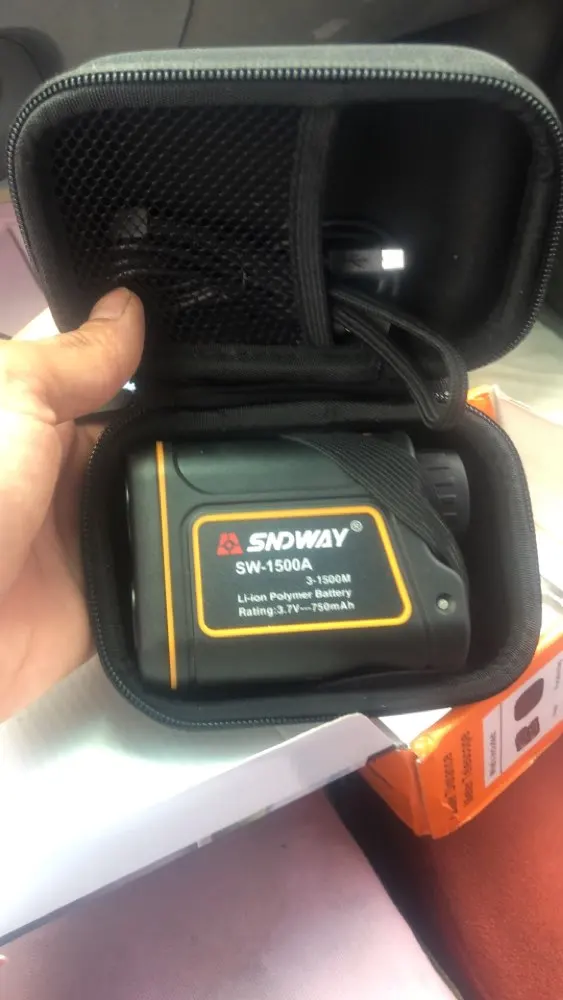 SNDWAY®
SW-1500A
3-1500M
Li-ion Polymer Battery
Rating:3.7V⎓750mAh